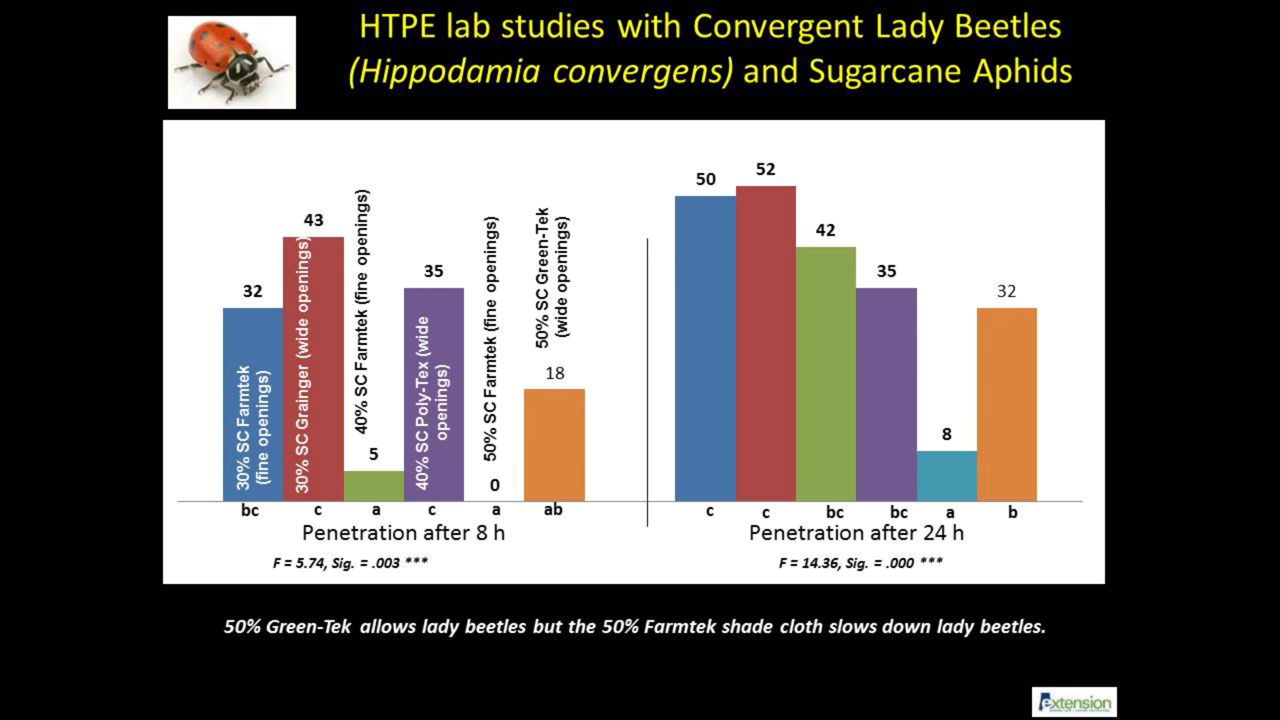 HTPE lab studies with Convergent Lady Beetles
(Hippodamia convergens) and Sugarcane Aphids
32
43
5
35
0
18
50
52
42
35
8
32
30% SC Farmtek
(fine openings)
30% SC Grainger (wide openings)
40% SC Farmtek (fine openings)
40% SC Poly-Tex (wide
openings)
50% SC Farmtek (fine openings)
50% SC Green-Tek
(wide openings)
bc c a c a ab
c c bc bc a b
Penetration after 8 h
Penetration after 24 h
F = 5.74, Sig. = .003 ***
F = 14.36, Sig. = .000 ***
50% Green-Tek allows lady beetles but the 50% Farmtek shade cloth slows down lady beetles.
Extension